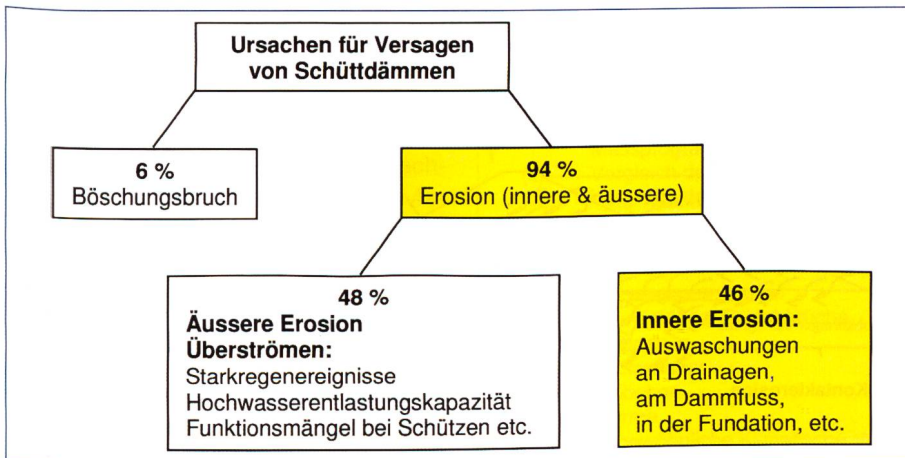 Ursachen für Versagen
von Schüttdämmen
6 %
Böschungsbruch
94 %
Erosion (innere & äussere)
48 %
Äussere Erosion
Überströmen:
Starkregenereignisse
Hochwasserentlastungskapazität
Funktionsmängel bei Schützen etc.
46 %
Innere Erosion:
Auswaschungen
an Drainagen,
am Dammfuss,
in der Fundation, etc.